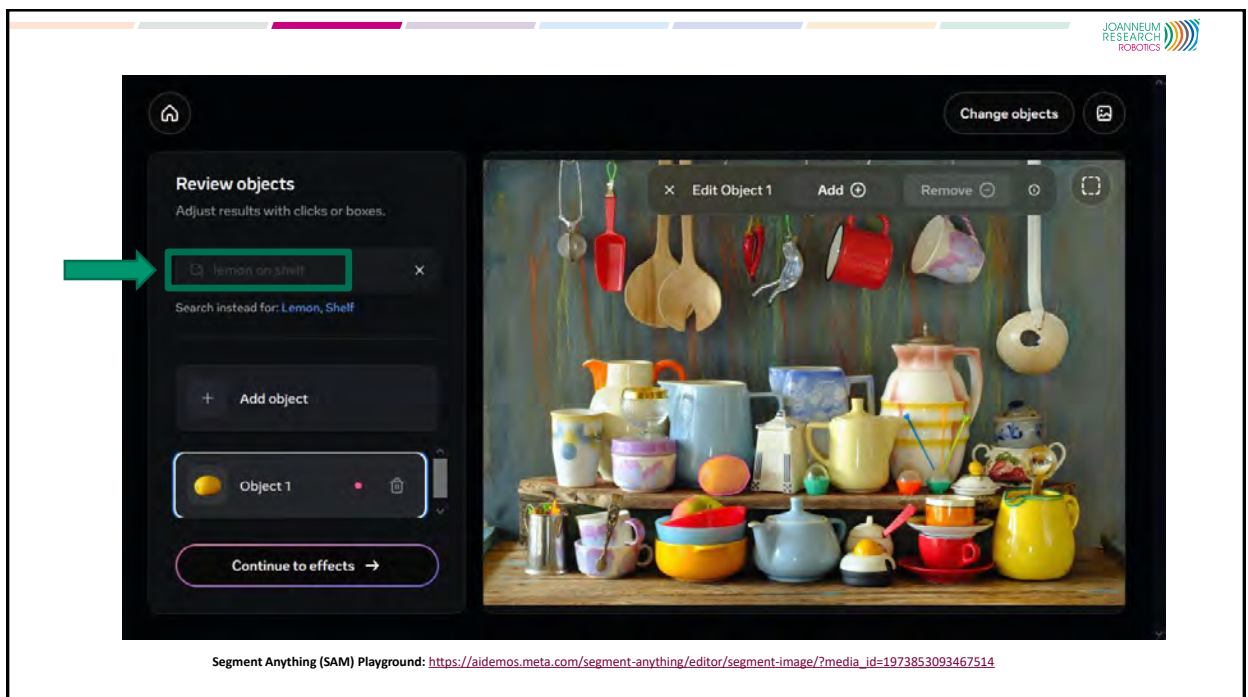 JOANNEUM
RESEARCH
ROBOTICS
Change objects
Review objects
Adjust results with clicks or boxes.
lemon on shelf
Search instead for: Lemon, Shelf
Add object
Object 1
Continue to effects →
Edit Object 1 Add Remove
Segment Anything (SAM) Playground: https://aidemos.meta.com/segment-anything/editor/segment-image/?media_id=1973853093467514